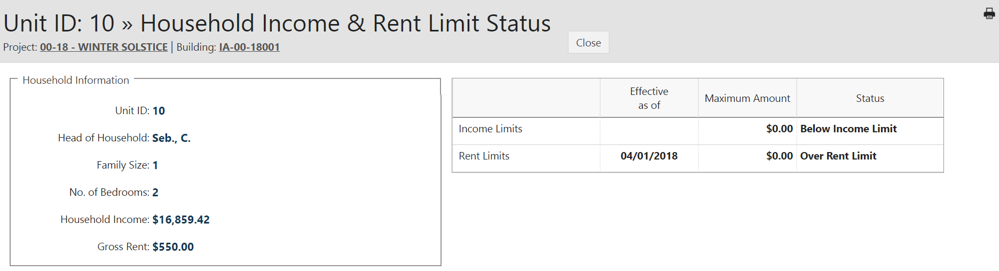 Unit ID: 10 » Household Income & Rent Limit Status
Project: 00-18 - WINTER SOLSTICE | Building: IA-00-18001
Close
Household Information
Unit ID: 10
Head of Household: Seb., C.
Family Size: 1
No. of Bedrooms: 2
Household Income: $16,859.42
Gross Rent: $550.00
Effective
as of
Maximum Amount
Status
Income Limits $0.00 Below Income Limit
Rent Limits 04/01/2018 $0.00 Over Rent Limit